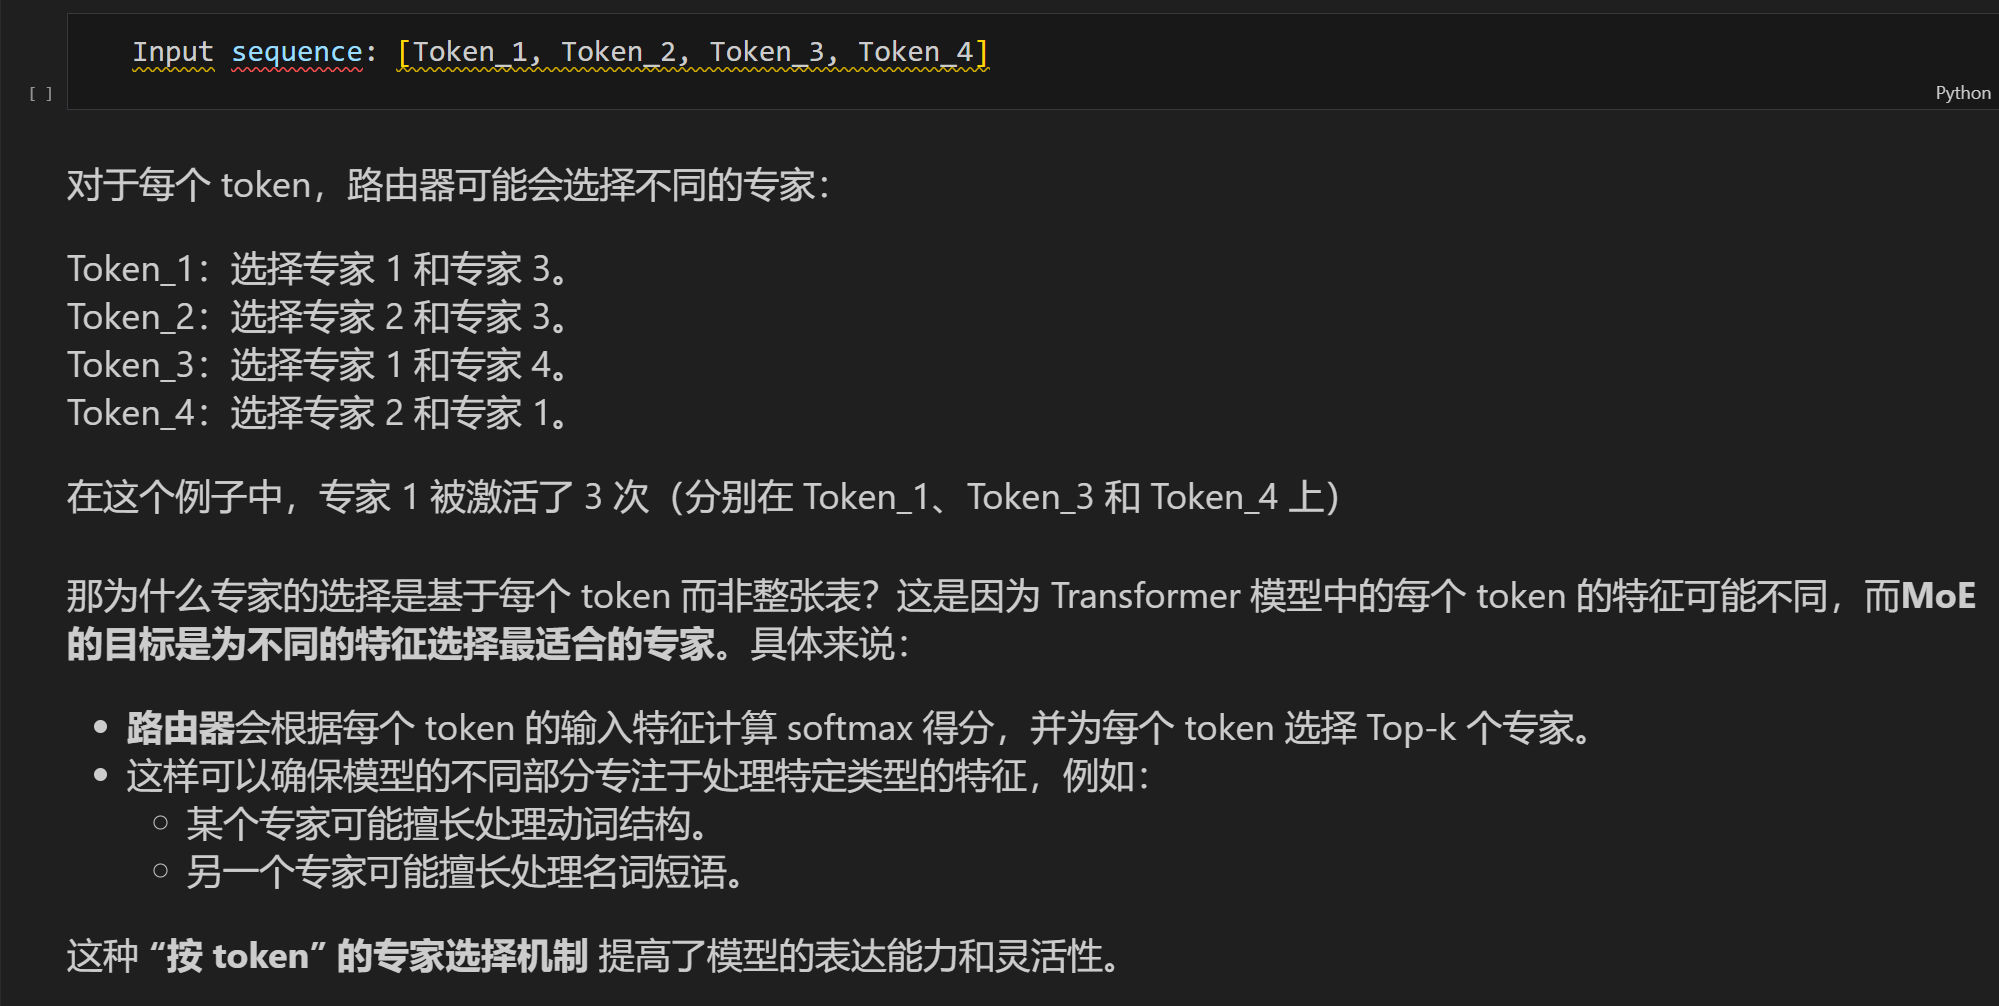 Input sequence: [Token_1, Token_2, Token_3, Token_4]
[ ]
Python
对于每个 token，路由器可能会选择不同的专家：
Token_1：选择专家 1 和专家 3。
Token_2：选择专家 2 和专家 3。
Token_3：选择专家 1 和专家 4。
Token_4：选择专家 2 和专家 1。
在这个例子中，专家 1 被激活了 3 次（分别在 Token_1、Token_3 和 Token_4 上）
那为什么专家的选择是基于每个 token 而非整张表？这是因为 Transformer 模型中的每个 token 的特征可能不同，而MoE
的目标是为不同的特征选择最适合的专家。具体来说：
• 路由器会根据每个 token 的输入特征计算 softmax 得分，并为每个 token 选择 Top-k 个专家。
• 这样可以确保模型的不同部分专注于处理特定类型的特征，例如：
○ 某个专家可能擅长处理动词结构。
○ 另一个专家可能擅长处理名词短语。
这种 “按 token” 的专家选择机制 提高了模型的表达能力和灵活性。